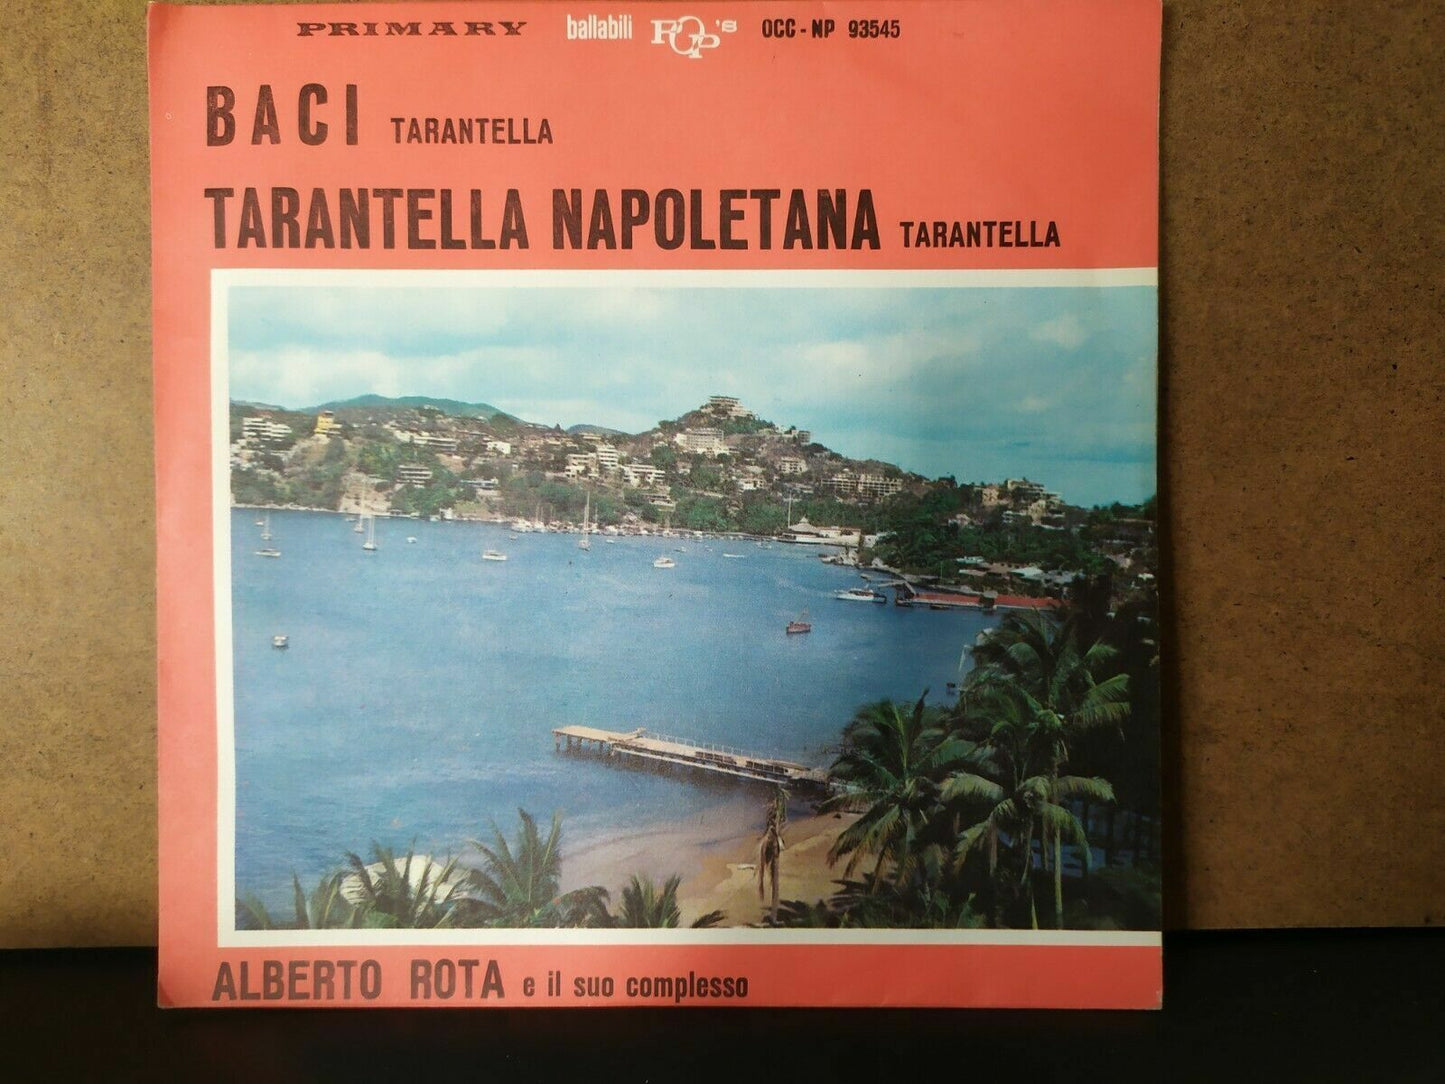 PRIMARY ballabili POP's OCC - NP 93545
BACI TARANTELLA
TARANTELLA NAPOLETANA TARANTELLA
ALBERTO ROTA e il suo complesso